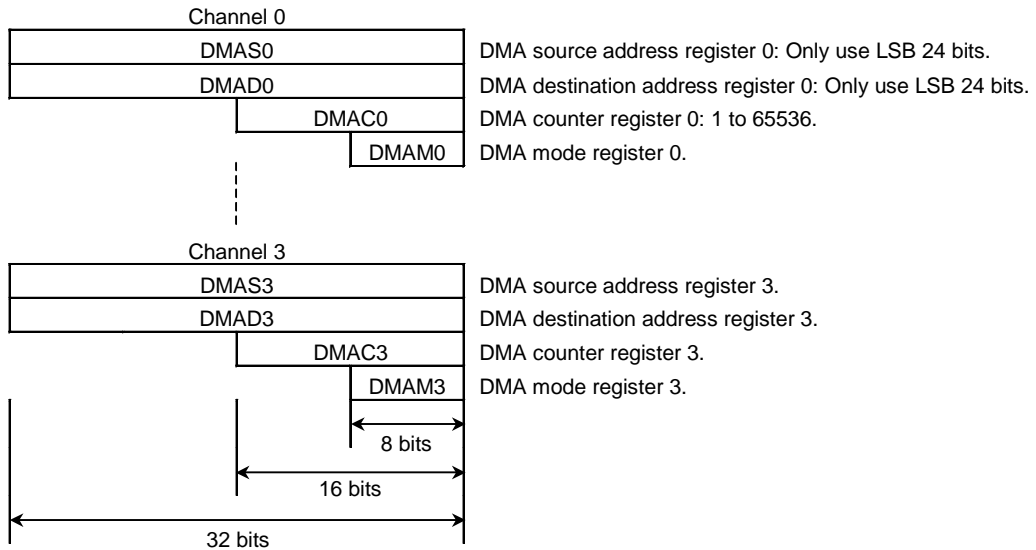 Channel 0
DMAS0 DMA source address register 0: Only use LSB 24 bits.
DMAD0 DMA destination address register 0: Only use LSB 24 bits.
DMAC0 DMA counter register 0: 1 to 65536.
DMAM0 DMA mode register 0.
Channel 3
DMAS3 DMA source address register 3.
DMAD3 DMA destination address register 3.
DMAC3 DMA counter register 3.
DMAM3 DMA mode register 3.
8 bits
16 bits
32 bits